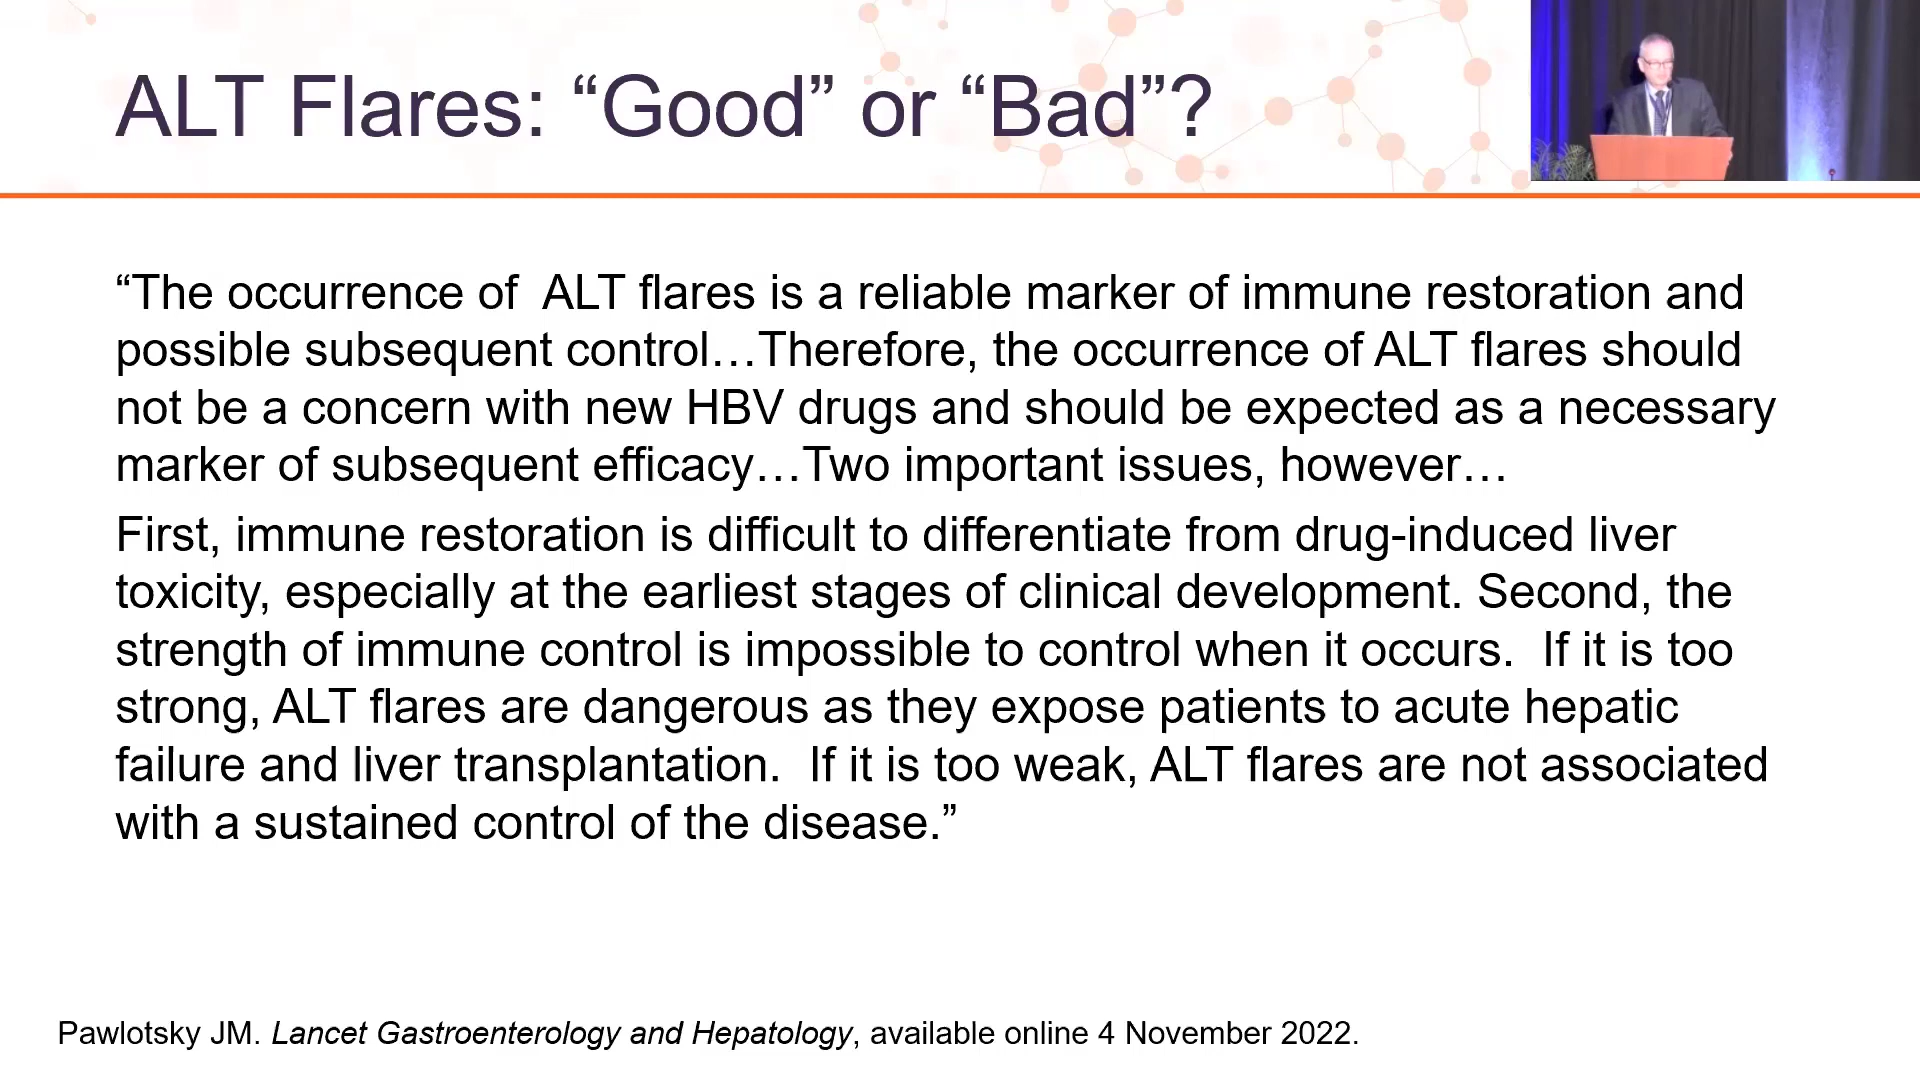 ALT Flares: “Good” or “Bad”?
“The occurrence of  ALT flares is a reliable marker of immune restoration and
possible subsequent control…Therefore, the occurrence of ALT flares should
not be a concern with new HBV drugs and should be expected as a necessary
marker of subsequent efficacy…Two important issues, however…
First, immune restoration is difficult to differentiate from drug-induced liver
toxicity, especially at the earliest stages of clinical development. Second, the
strength of immune control is impossible to control when it occurs.  If it is too
strong, ALT flares are dangerous as they expose patients to acute hepatic
failure and liver transplantation.  If it is too weak, ALT flares are not associated
with a sustained control of the disease.”
Pawlotsky JM. Lancet Gastroenterology and Hepatology, available online 4 November 2022.